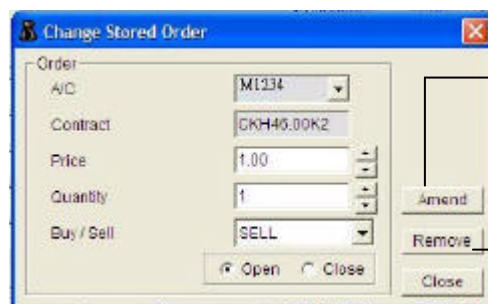 Change Stored Order
Order
A/C M1234
Contract CKH46.00K2
Price 1.00
Quantity 1
Amend
Buy / Sell SELL
Remove
Open Close
Close